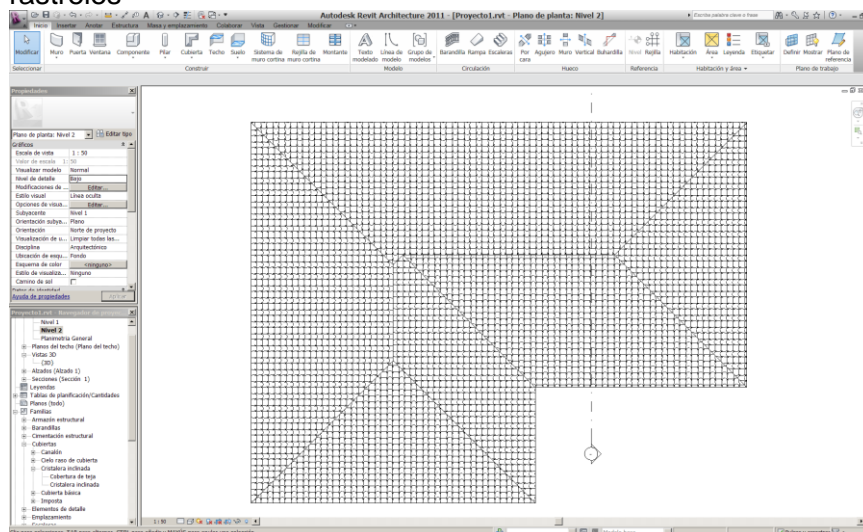 rastreles
Autodesk Revit Architecture 2011 - [Proyecto1.rvt - Plano de planta: Nivel 2]
Escriba palabra clave o frase
Inicio Insertar Anotar Estructura Masa y emplazamiento Colaborar Vista Gestionar Modificar
Modificar Muro Puerta Ventana Componente Pilar Cubierta Techo Suelo Sistema de muro cortina Rejilla de muro cortina Montante Texto modelado Línea de modelo Grupo de modelos Barandilla Rampa Escaleras Por cara Agujero Muro Vertical Buhardilla Nivel Rejilla Habitación Área Leyenda Etiquetar Definir Mostrar Plano de referencia
Seleccionar Construir Modelo Circulación Hueco Referencia Habitación y área Plano de trabajo
Propiedades
Plano de planta: Nivel 2 Editar tipo
Gráficos
Escala de vista 1 : 50
Valor de escala 1: 50
Visualizar modelo Normal
Nivel de detalle Bajo
Modificaciones de ... Editar...
Estilo visual Línea oculta
Opciones de visua... Editar...
Subyacente Nivel 1
Orientación subya... Plano
Orientación Norte de proyecto
Visualización de u... Limpiar todas las...
Disciplina Arquitectónico
Ubicación de esqu... Fondo
Esquema de color <ninguno>
Estilo de visualiza... Ninguno
Camino de sol
Datos de identidad
Ayuda de propiedades
Nivel 1
Nivel 2
Planimetria General
Planos del techo (Plano del techo)
Vistas 3D
{3D}
Alzados (Alzado 1)
Secciones (Sección 1)
Leyendas
Tablas de planificación/Cantidades
Planos (todo)
Familias
Armazón estructural
Barandillas
Cimentación estructural
Cubiertas
Canalón
Cielo raso de cubierta
Cristalera inclinada
Cobertura de teja
Cristalera inclinada
Cubierta básica
Imposta
Elementos de detalle
Emplazamiento
1 : 50